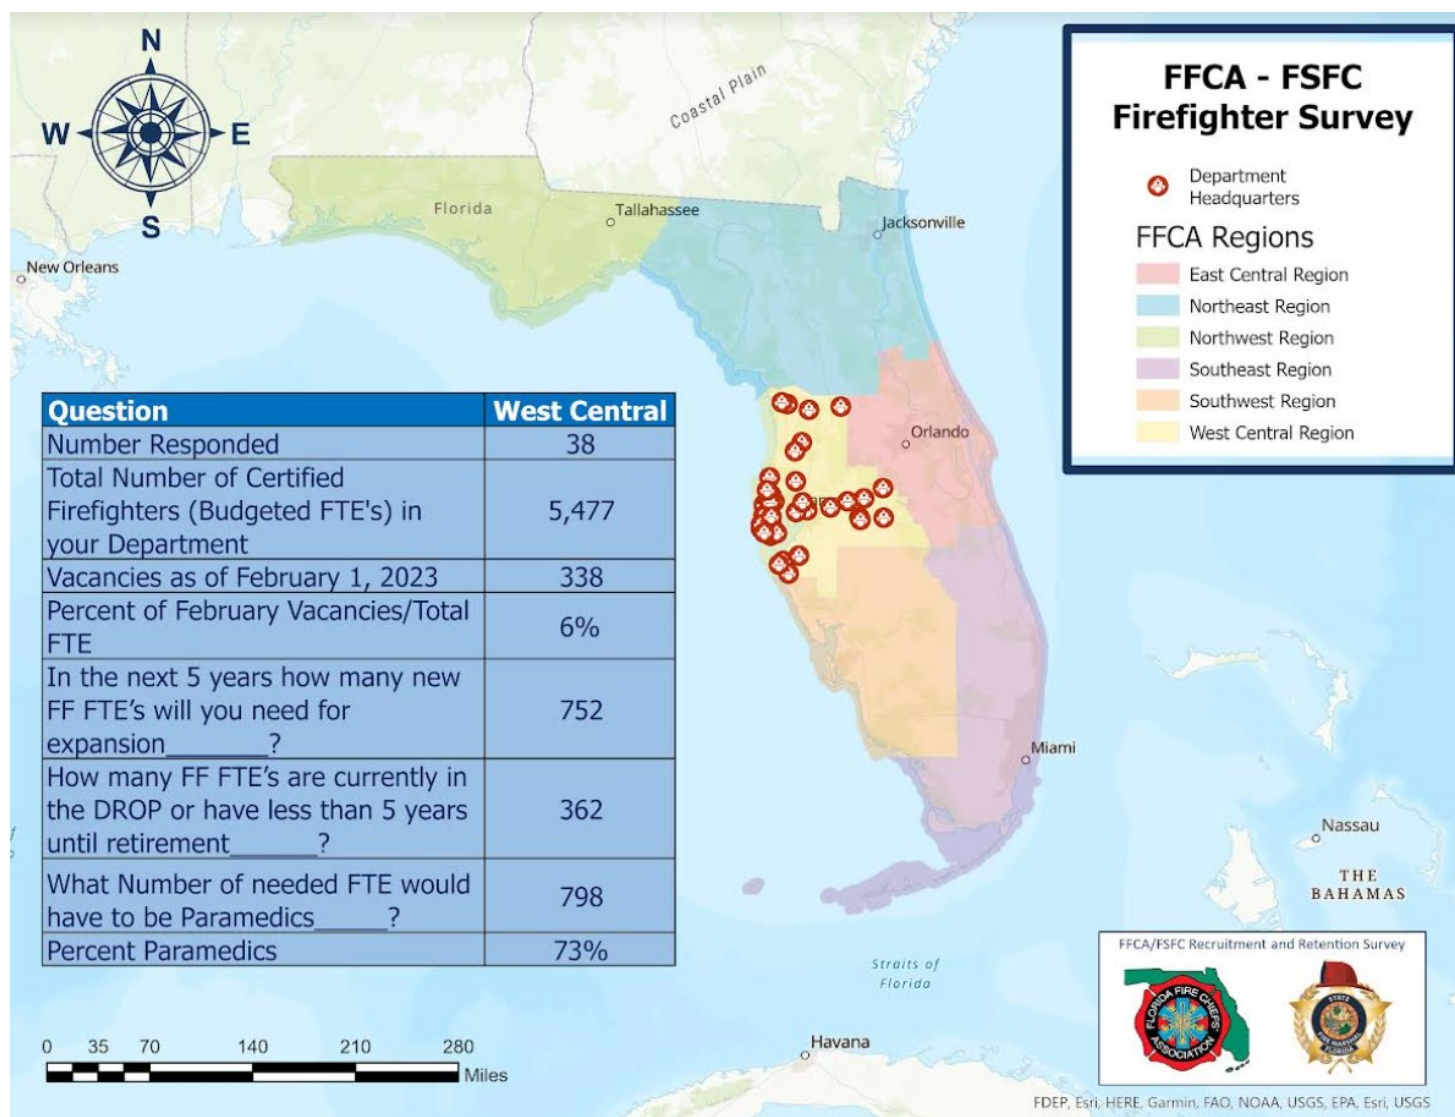 N
W
E
S
Coastal Plain
Florida
Tallahassee
Jacksonville
New Orleans
Orlando
Miami
Nassau
THE
BAHAMAS
Straits of
Florida
Havana
FFCA - FSFC
Firefighter Survey
Department
Headquarters
FFCA Regions
East Central Region
Northeast Region
Northwest Region
Southeast Region
Southwest Region
West Central Region
Question West Central
Number Responded 38
Total Number of Certified
Firefighters (Budgeted FTE's) in
your Department
5,477
Vacancies as of February 1, 2023 338
Percent of February Vacancies/Total
FTE
6%
In the next 5 years how many new
FF FTE’s will you need for
expansion_______?
752
How many FF FTE’s are currently in
the DROP or have less than 5 years
until retirement______?
362
What Number of needed FTE would
have to be Paramedics_____?
798
Percent Paramedics 73%
0 35 70 140 210 280
Miles
FFCA/FSFC Recruitment and Retention Survey
FLORIDA FIRE CHIEFS
ASSOCIATION
STATE
FIRE MARSHAL
FLORIDA
FDEP, Esri, HERE, Garmin, FAO, NOAA, USGS, EPA, Esri, USGS